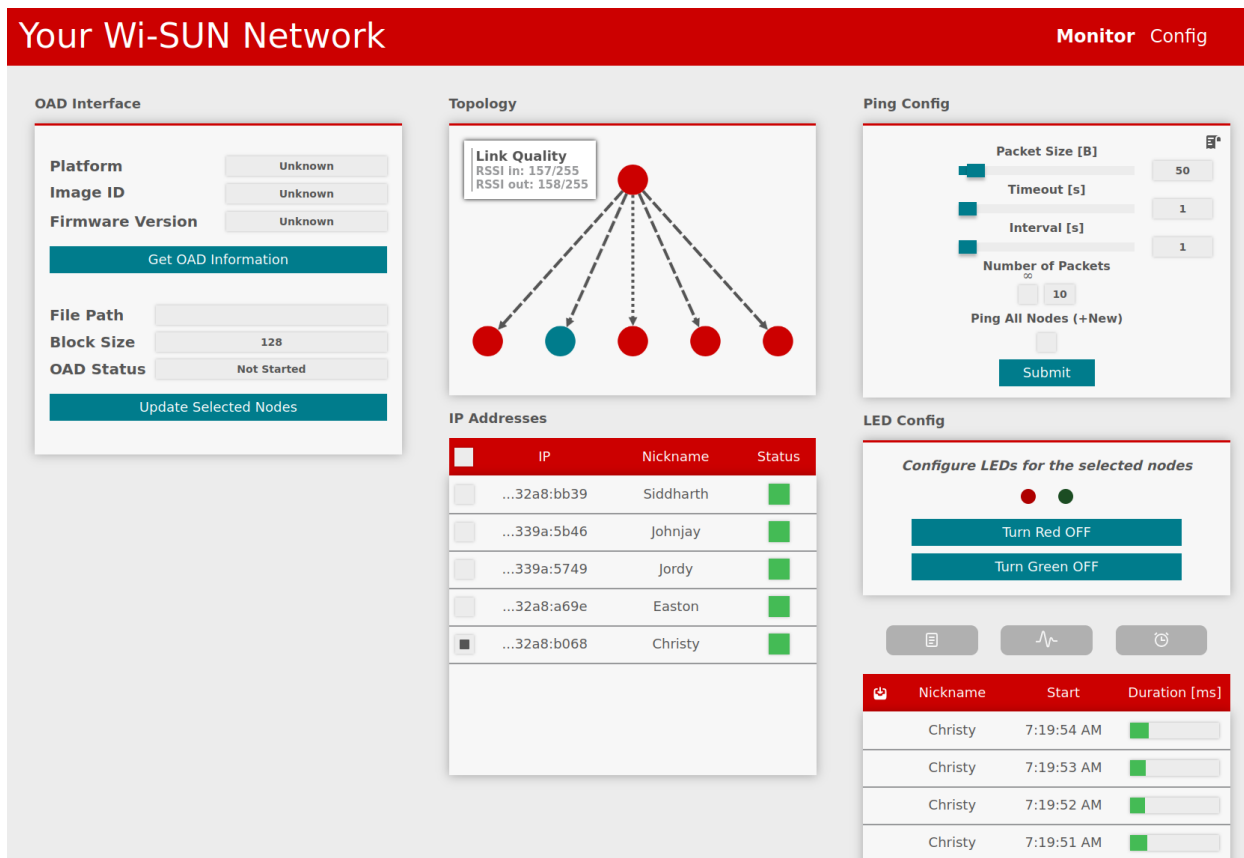 Your Wi-SUN Network
Monitor Config
OAD Interface
Platform Unknown
Image ID Unknown
Firmware Version Unknown
Get OAD Information
File Path
Block Size 128
OAD Status Not Started
Update Selected Nodes
Topology
Link Quality
RSSI in: 157/255
RSSI out: 158/255
IP Addresses
IP Nickname Status
...32a8:bb39 Siddharth
...339a:5b46 Johnjay
...339a:5749 Jordy
...32a8:a69e Easton
...32a8:b068 Christy
Ping Config
Packet Size [B]
50
Timeout [s]
1
Interval [s]
1
Number of Packets
∞
10
Ping All Nodes (+New)
Submit
LED Config
Configure LEDs for the selected nodes
Turn Red OFF
Turn Green OFF
Nickname Start Duration [ms]
Christy 7:19:54 AM
Christy 7:19:53 AM
Christy 7:19:52 AM
Christy 7:19:51 AM